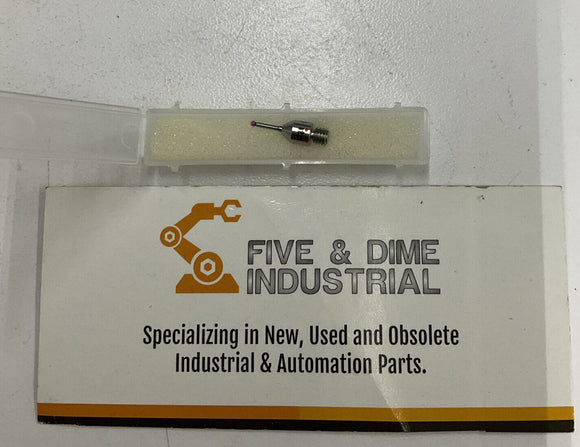 FIVE & DIME
INDUSTRIAL
Specializing in New, Used and Obsolete
Industrial & Automation Parts.